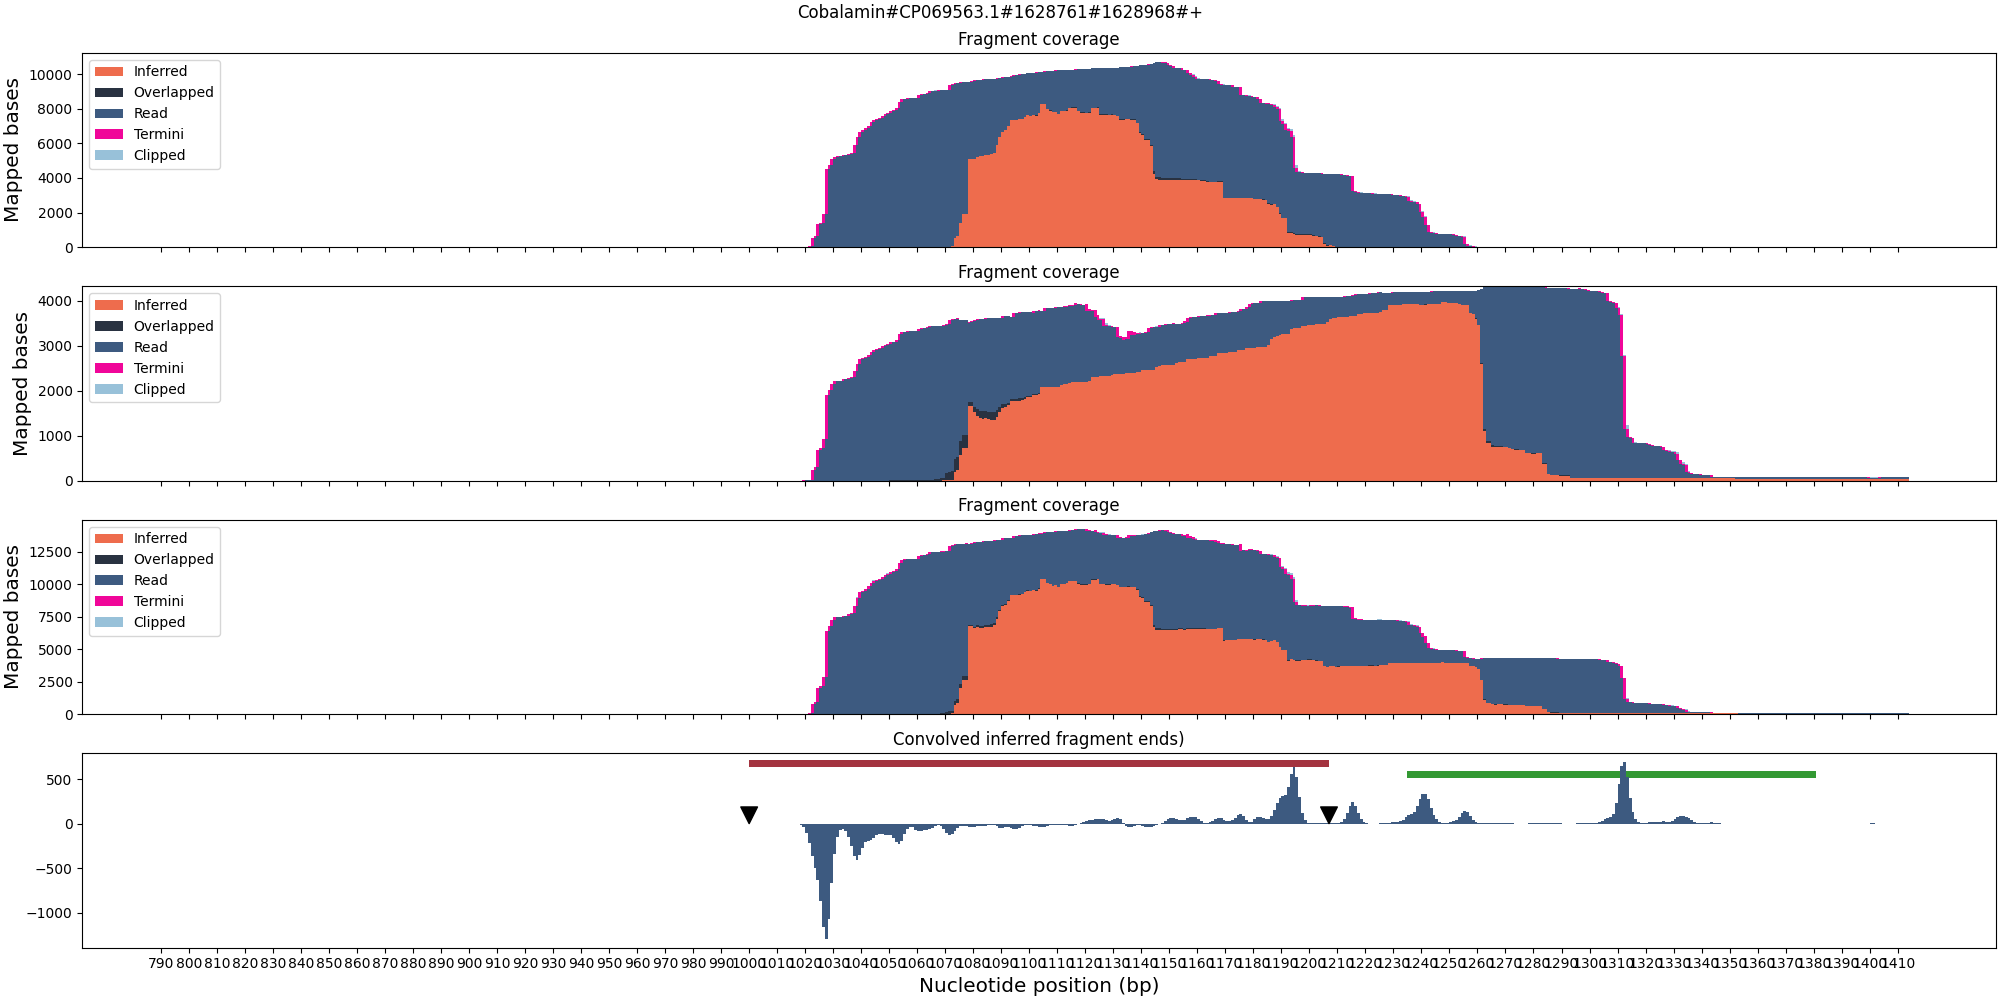 Cobalamin#CP069563.1#1628761#1628968#+
Fragment coverage
Mapped bases
10000
8000
6000
4000
2000
0
Inferred
Overlapped
Read
Termini
Clipped
Fragment coverage
Mapped bases
4000
3000
2000
1000
0
Inferred
Overlapped
Read
Termini
Clipped
Fragment coverage
Mapped bases
12500
10000
7500
5000
2500
0
Inferred
Overlapped
Read
Termini
Clipped
Convolved inferred fragment ends)
500
0
−500
−1000
790 800 810 820 830 840 850 860 870 880 890 900 910 920 930 940 950 960 970 980 990 1000 1010 1020 1030 1040 1050 1060 1070 1080 1090 1100 1110 1120 1130 1140 1150 1160 1170 1180 1190 1200 1210 1220 1230 1240 1250 1260 1270 1280 1290 1300 1310 1320 1330 1340 1350 1360 1370 1380 1390 1400 1410
Nucleotide position (bp)